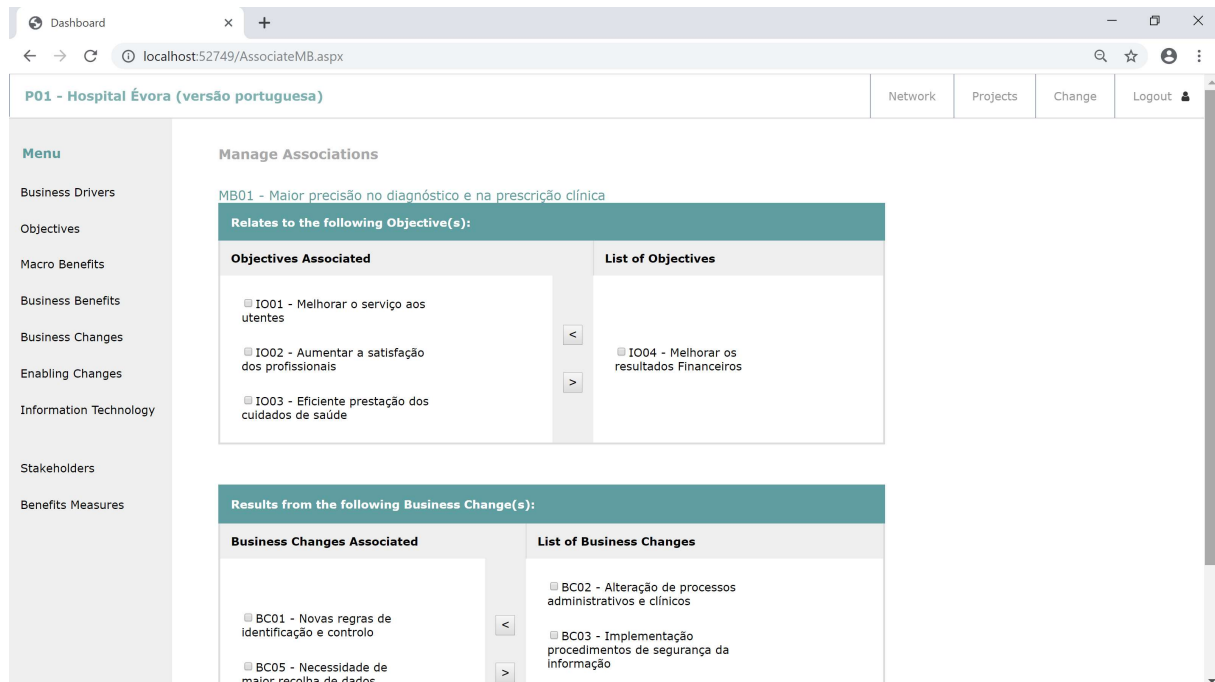 Dashboard
localhost:52749/AssociateMB.aspx
P01 - Hospital Évora (versão portuguesa)
Network
Projects
Change
Logout
Menu
Business Drivers
Objectives
Macro Benefits
Business Benefits
Business Changes
Enabling Changes
Information Technology
Stakeholders
Benefits Measures
Manage Associations
MB01 - Maior precisão no diagnóstico e na prescrição clínica
Relates to the following Objective(s):
Objectives Associated
IO01 - Melhorar o serviço aos
utentes
IO02 - Aumentar a satisfação
dos profissionais
IO03 - Eficiente prestação dos
cuidados de saúde
<
>
List of Objectives
IO04 - Melhorar os
resultados Financeiros
Results from the following Business Change(s):
Business Changes Associated
BC01 - Novas regras de
identificação e controlo
BC05 - Necessidade de
maior recolha de dados
<
>
List of Business Changes
BC02 - Alteração de processos
administrativos e clínicos
BC03 - Implementação
procedimentos de segurança da
informação